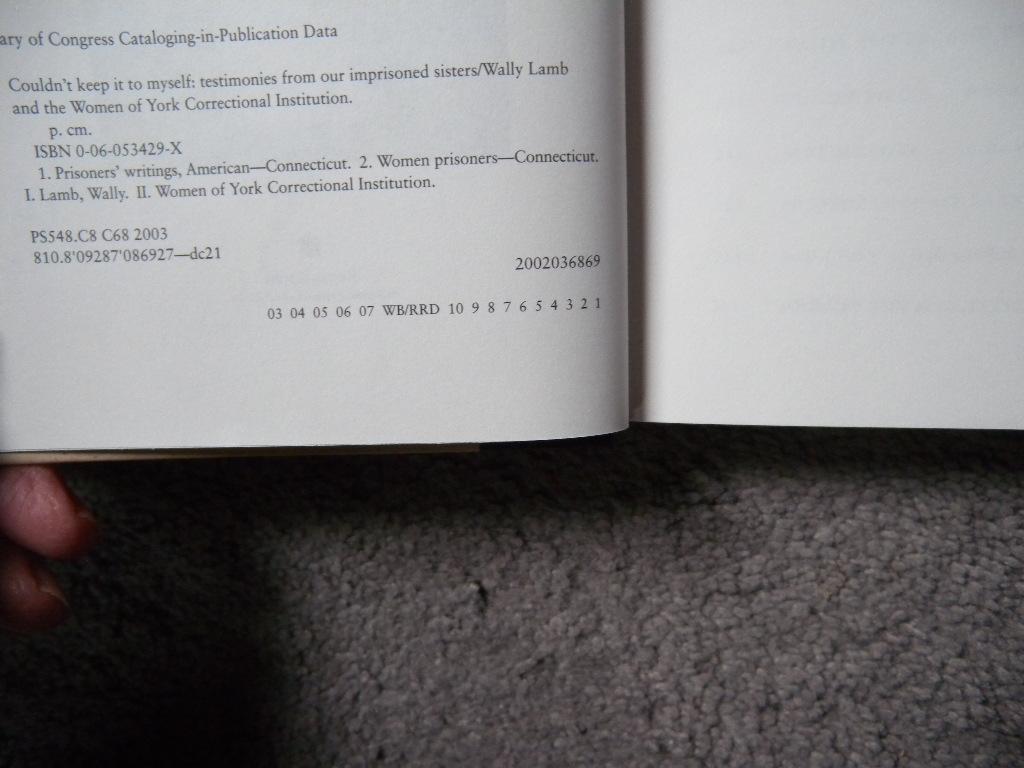 ary of Congress Cataloging-in-Publication Data
Couldn't keep it to myself: testimonies from our imprisoned sisters/Wally Lamb
and the Women of York Correctional Institution.
p. cm.
ISBN 0-06-053429-X
1. Prisoners' writings, American—Connecticut. 2. Women prisoners—Connecticut.
I. Lamb, Wally. II. Women of York Correctional Institution.
PS548.C8 C68 2003
810.8'09287'086927—dc21
2002036869
03 04 05 06 07 WB/RRD 10 9 8 7 6 5 4 3 2 1